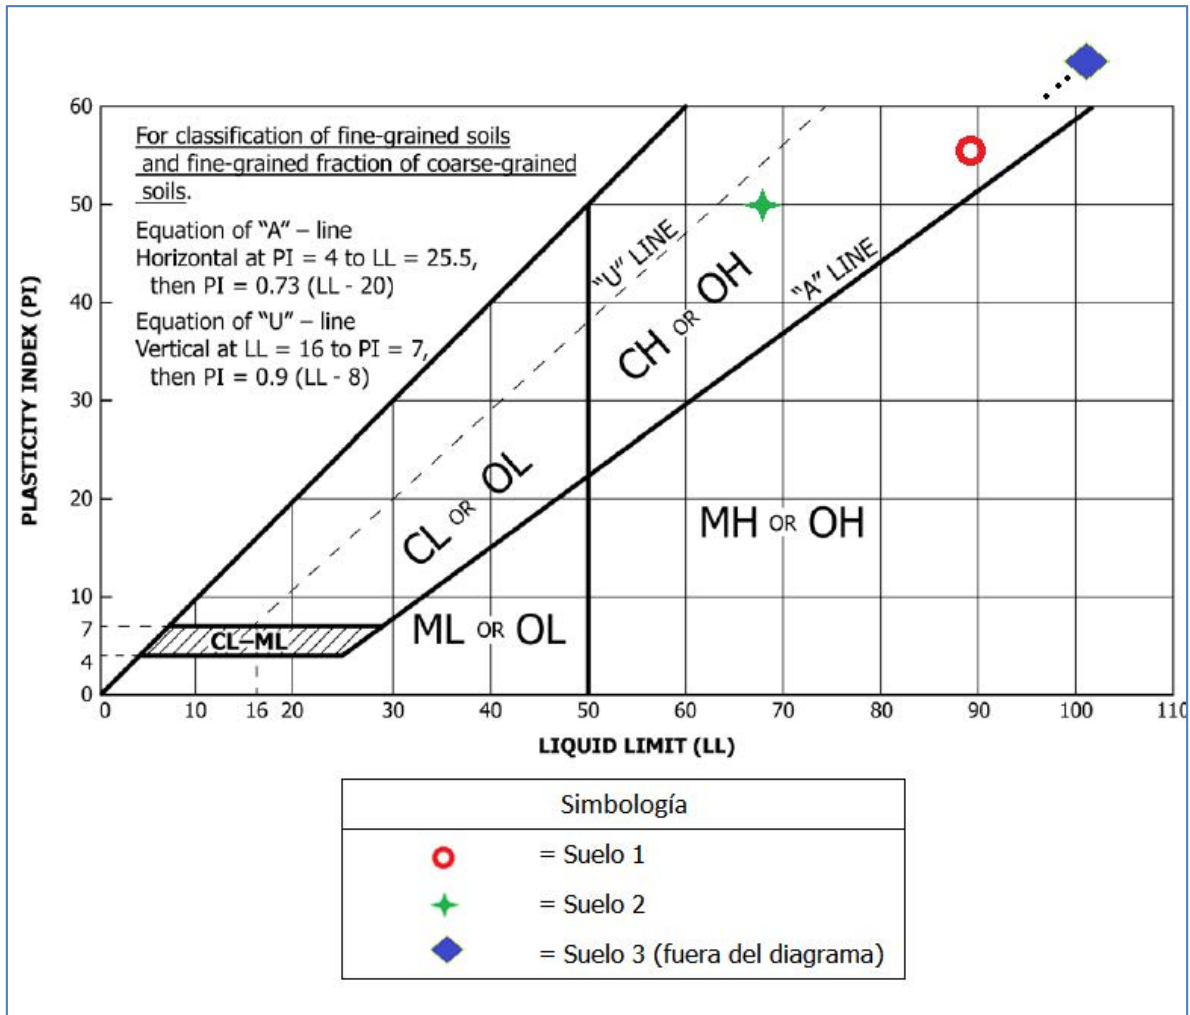 60
50
40
30
20
10
7
4
0
PLASTICITY INDEX (PI)
For classification of fine-grained soils
and fine-grained fraction of coarse-grained
soils.
Equation of "A" – line
Horizontal at PI = 4 to LL = 25.5,
then PI = 0.73 (LL - 20)
Equation of "U" – line
Vertical at LL = 16 to PI = 7,
then PI = 0.9 (LL - 8)
"U" LINE
"A" LINE
CH OR OH
CL OR OL
MH OR OH
CL–ML
ML OR OL
0 10 16 20 30 40 50 60 70 80 90 100 110
LIQUID LIMIT (LL)
Simbología
= Suelo 1
= Suelo 2
= Suelo 3 (fuera del diagrama)